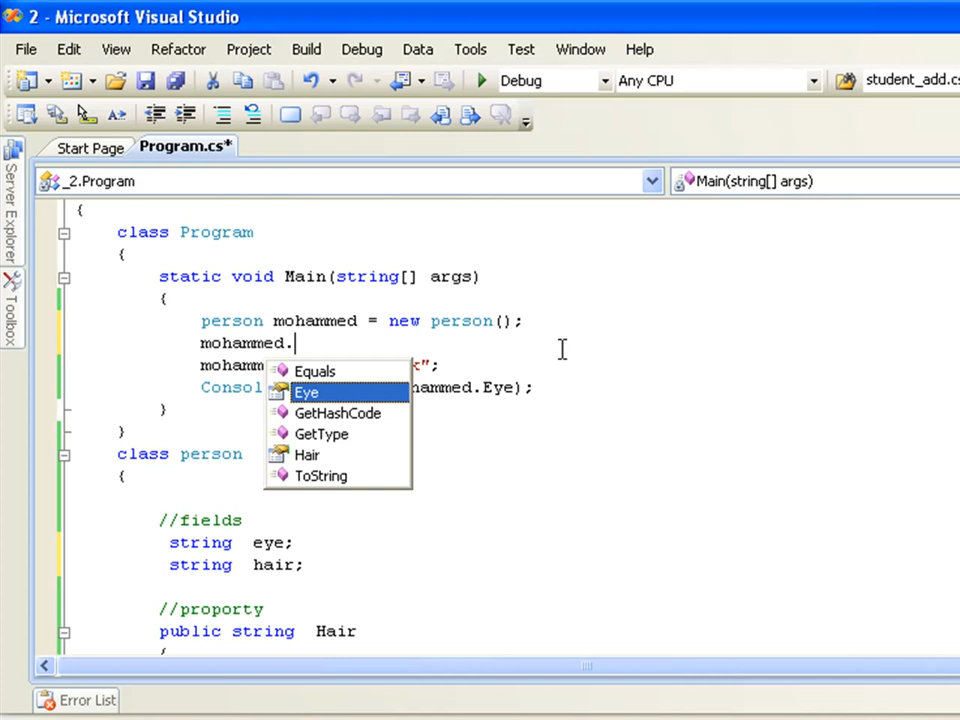 2 - Microsoft Visual Studio
File Edit View Refactor Project Build Debug Data Tools Test Window Help
Debug Any CPU student_add.cs
Start Page Program.cs*
_2.Program Main(string[] args)
Server Explorer
Toolbox
{
class Program
{
static void Main(string[] args)
{
person mohammed = new person();
mohammed.
mohamm ";
Consol hammed.Eye);
}
}
class person
{
Equals
Eye
GetHashCode
GetType
Hair
ToString
//fields
string eye;
string hair;
//property
public string Hair
{
Error List